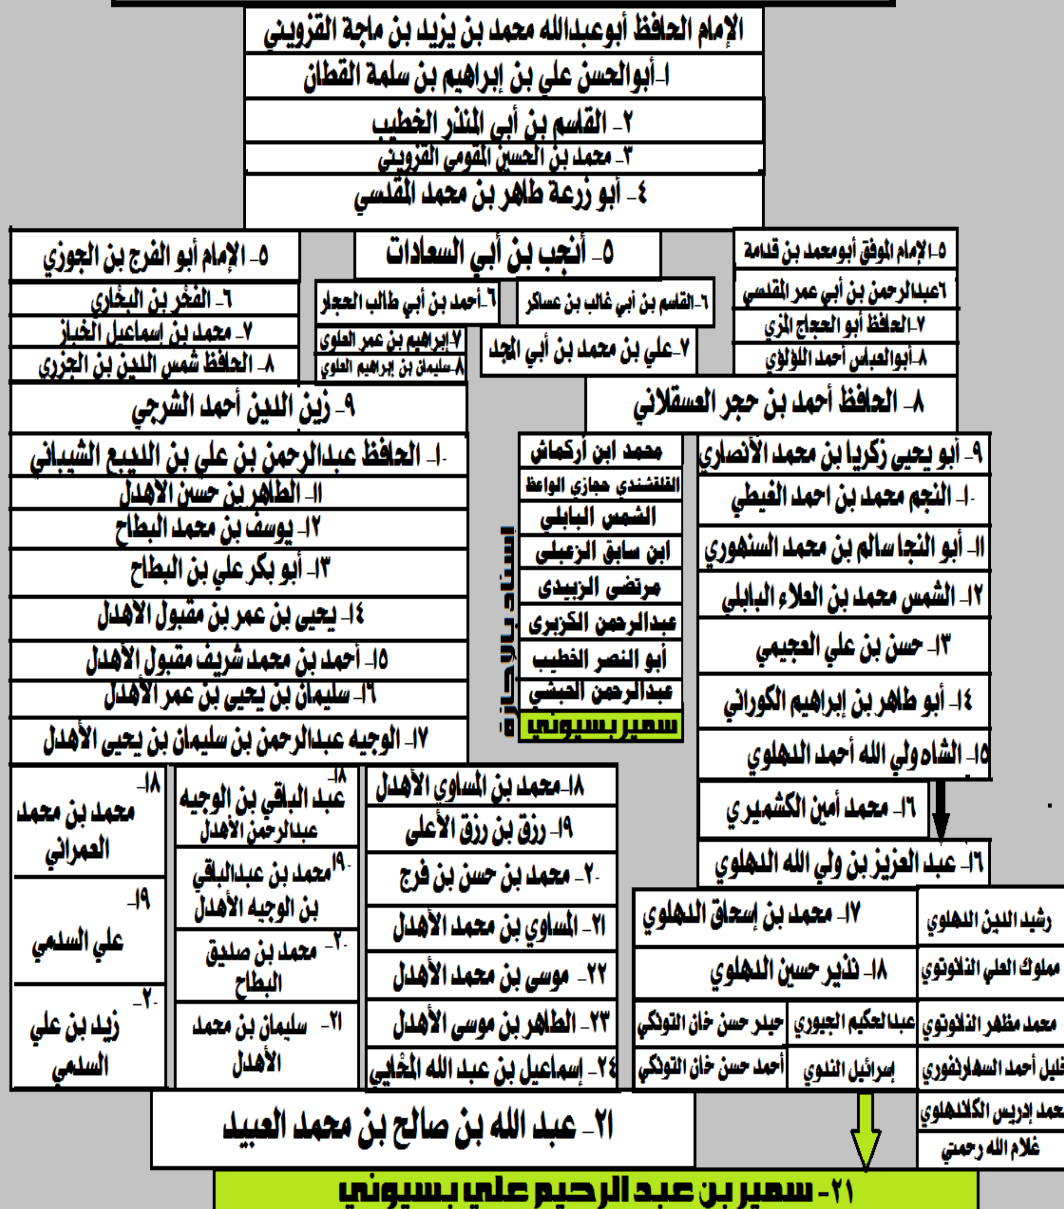 الإمام الحافظ أبوعبدالله محمد بن يزيد بن ماجة القزويني
١-أبوالحسن علي بن إبراهيم بن سلمة القطان
٢- القاسم بن أبي المنذر الخطيب
٣- محمد بن الحسين المقومي القزويني
٤- أبو زرعة طاهر بن محمد المقدسي
٥-الإمام الموفق أبومحمد بن قدامة
٦عبدالرحمن بن أبي عمر المقدسي
٧-الحافظ أبو الحجاج المزي
٨-أبوالعباس أحمد اللؤلؤي
٥- أنجب بن أبي السعادات
٦-القاسم بن أبي غالب بن عساكر
٧-علي بن محمد بن أبي المجد
٦-أحمد بن أبي طالب الحجار
٧-إبراهيم بن عمر العلوي
٨-سليمان بن إبراهيم العلوي
٥- الإمام أبو الفرج بن الجوزي
٦- الفخر بن البخاري
٧- محمد بن إسماعيل الخباز
٨- الحافظ شمس الدين بن الجزري
٨- الحافظ أحمد بن حجر العسقلاني
٩- أبو يحيى زكريا بن محمد الأنصاري
١٠- النجم محمد بن احمد الغيطي
١١- أبو النجا سالم بن محمد السنهوري
١٢- الشمس محمد بن العلاء البابلي
١٣- حسن بن علي العجيمي
١٤- أبو طاهر بن إبراهيم الكوراني
١٥- الشاه ولي الله أحمد الدهلوي
١٦- محمد أمين الكشميري
١٦- عبد العزيز بن ولي الله الدهلوي
محمد ابن أركماش
القلقشندي حجازي الواعظ
الشمس البابلي
ابن سابق الزعبلى
مرتضى الزبيدى
عبدالرحمن الكزبرى
أبو النصر الخطيب
عبدالرحمن الحبشي
سمير بسيوني
إسناد بالإجازة
٩- زين الدين أحمد الشرجي
١٠- الحافظ عبدالرحمن بن علي بن الديبع الشيباني
١١- الطاهر بن حسين الأهدل
١٢- يوسف بن محمد البطاح
١٣- أبو بكر علي بن البطاح
١٤- يحيى بن عمر بن مقبول الأهدل
١٥- أحمد بن محمد شريف مقبول الأهدل
١٦- سليمان بن يحيى بن عمر الأهدل
١٧- الوجيه عبدالرحمن بن سليمان بن يحيى الأهدل
رشيد الدين الدهلوي
مملوك العلي النانوتوي
محمد مظهر النانوتوي
خليل أحمد السهارنفوري
محمد إدريس الكاندهلوي
غلام الله رحمتي
١٧- محمد بن إسحاق الدهلوي
١٨- نذير حسين الدهلوي
عبدالحكيم الجيوري
إسرائيل الندوي
حيدر حسن خان التونكي
أحمد حسن خان التونكي
١٨-محمد بن المساوي الأهدل
١٩- رزق بن رزق الأعلى
٢٠- محمد بن حسن بن فرج
٢١- المساوي بن محمد الأهدل
٢٢- موسى بن محمد الأهدل
٢٣- الطاهر بن موسى الأهدل
٢٤- إسماعيل بن عبد الله المخايي
١٨-
عبد الباقي بن الوجيه
عبدالرحمن الأهدل
١٩- محمد بن عبدالباقي
بن الوجيه الأهدل
٢٠- محمد بن صديق
البطاح
٢١- سليمان بن محمد
الأهدل
١٨-
محمد بن محمد
العمراني
١٩-
علي السدمي
٢٠-
زيد بن علي
السدمي
٢١- عبد الله بن صالح بن محمد العبيد
٢١- سمير بن عبد الرحيم علي بسيوني